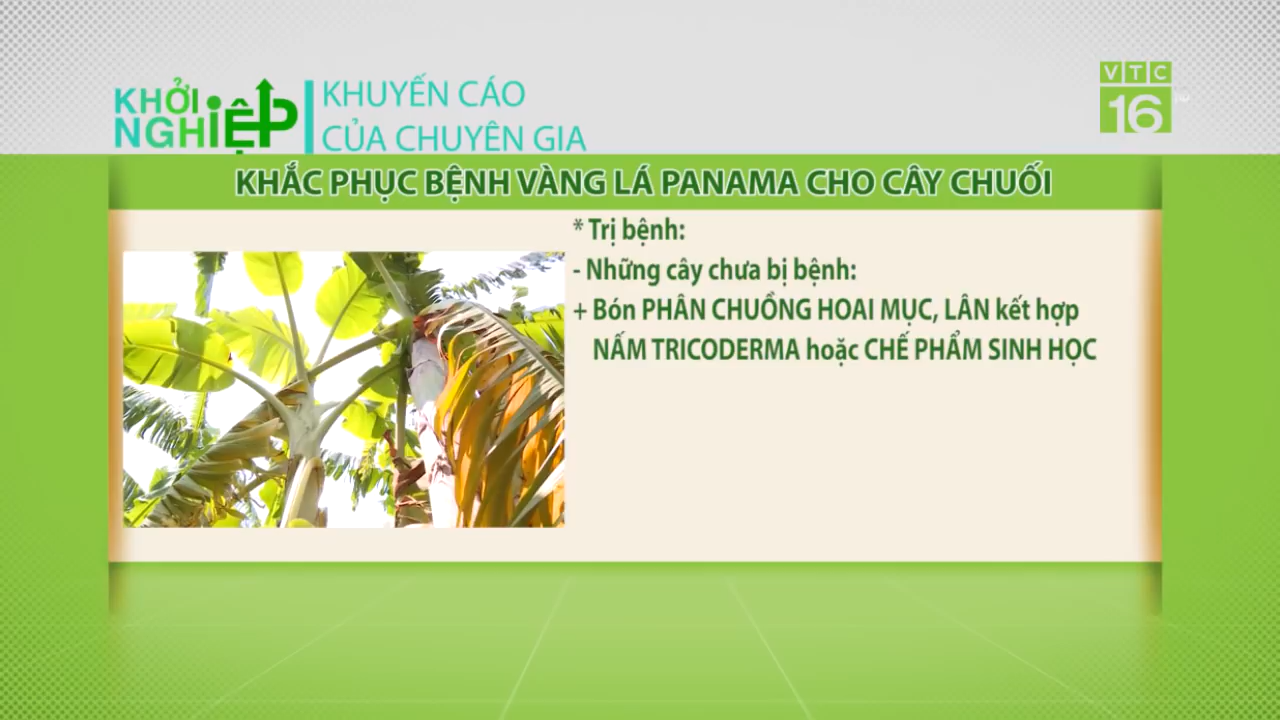 KHỞI NGHIỆP
KHUYẾN CÁO
CỦA CHUYÊN GIA
VTC
16
KHẮC PHỤC BỆNH VÀNG LÁ PANAMA CHO CÂY CHUỐI
* Trị bệnh:
- Những cây chưa bị bệnh:
+ Bón PHÂN CHUỒNG HOAI MỤC, LÂN kết hợp
NẤM TRICODERMA hoặc CHẾ PHẨM SINH HỌC